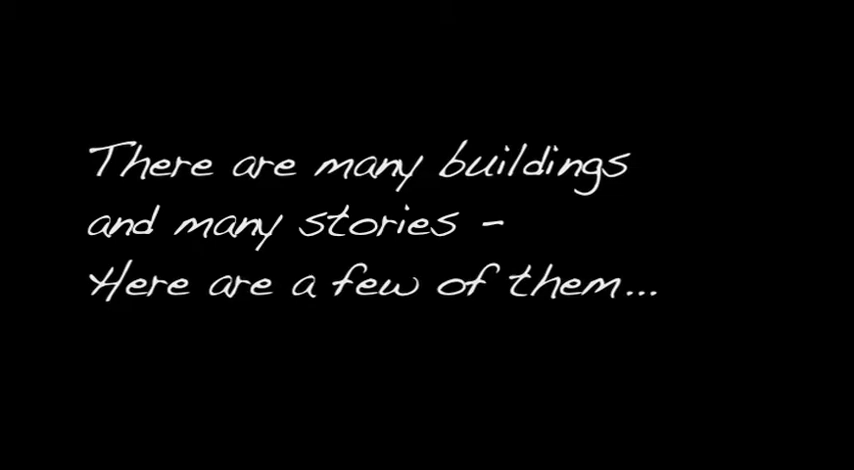 There are many buildings
and many stories -
Here are a few of them...